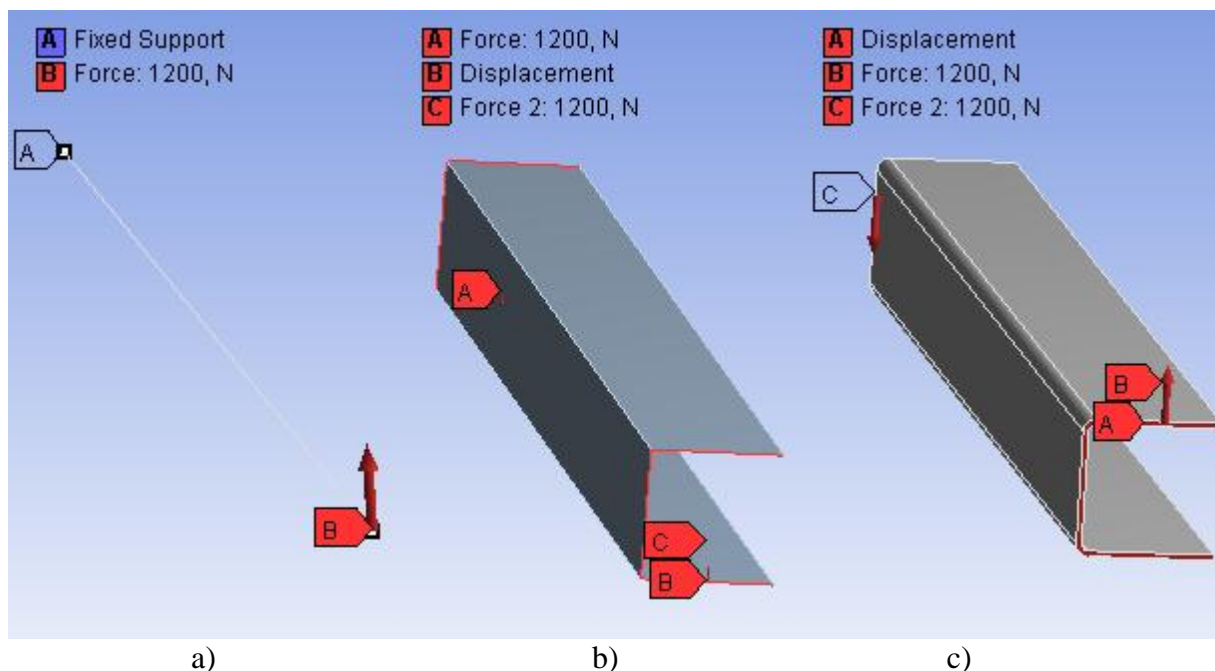 A Fixed Support
B Force: 1200, N
A Force: 1200, N
B Displacement
C Force 2: 1200, N
A Displacement
B Force: 1200, N
C Force 2: 1200, N
A
B
A
C
B
C
B
A
a) b) c)